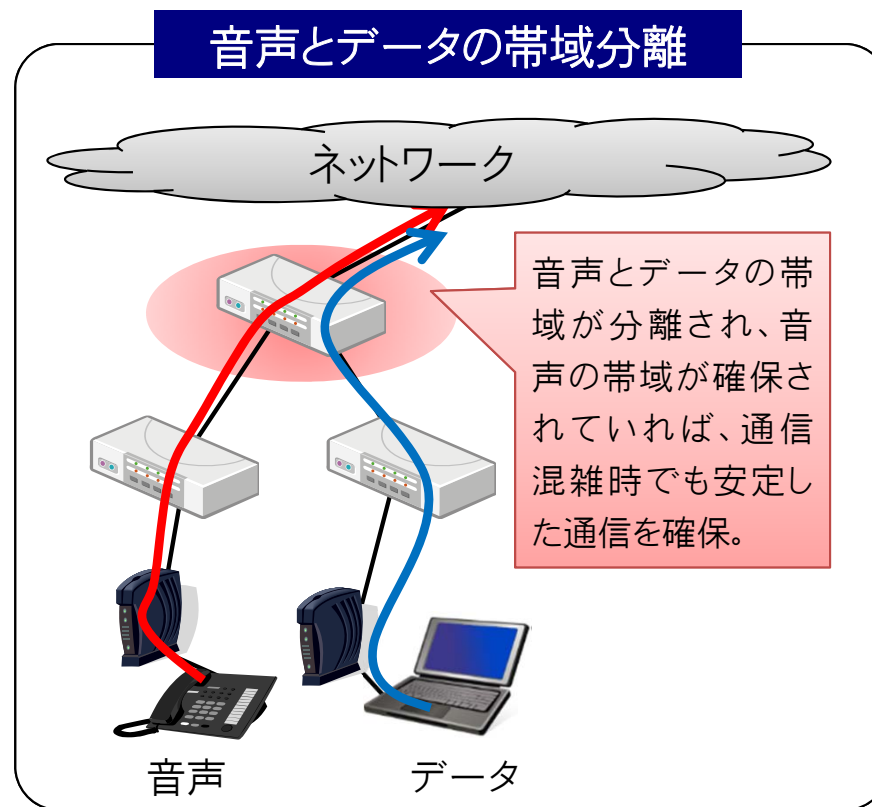 音声とデータの帯域分離
ネットワーク
音声とデータの帯
域が分離され、音
声の帯域が確保さ
れていれば、通信
混雑時でも安定し
た通信を確保。
音声
データ